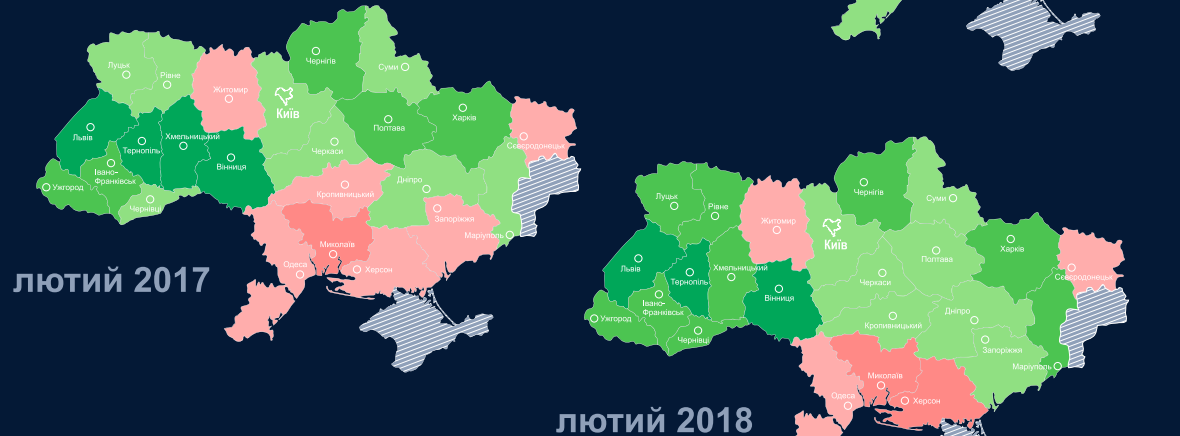 Чернігів
Суми
Луцьк
Рівне
Житомир
Київ
Харків
Полтава
Львів
Хмельницький
Тернопіль
Черкаси
Сєвєродонецьк
Вінниця
Івано-
Франківськ
Ужгород
Дніпро
Кропивницький
Чернівці
Запоріжжя
Маріуполь
Миколаїв
Одеса
Херсон
лютий 2017
Чернігів
Суми
Луцьк
Рівне
Житомир
Київ
Харків
Полтава
Львів
Хмельницький
Тернопіль
Черкаси
Сєвєродонецьк
Вінниця
Івано-
Франківськ
Ужгород
Дніпро
Кропивницький
Чернівці
Запоріжжя
Маріуполь
Миколаїв
Одеса
Херсон
лютий 2018